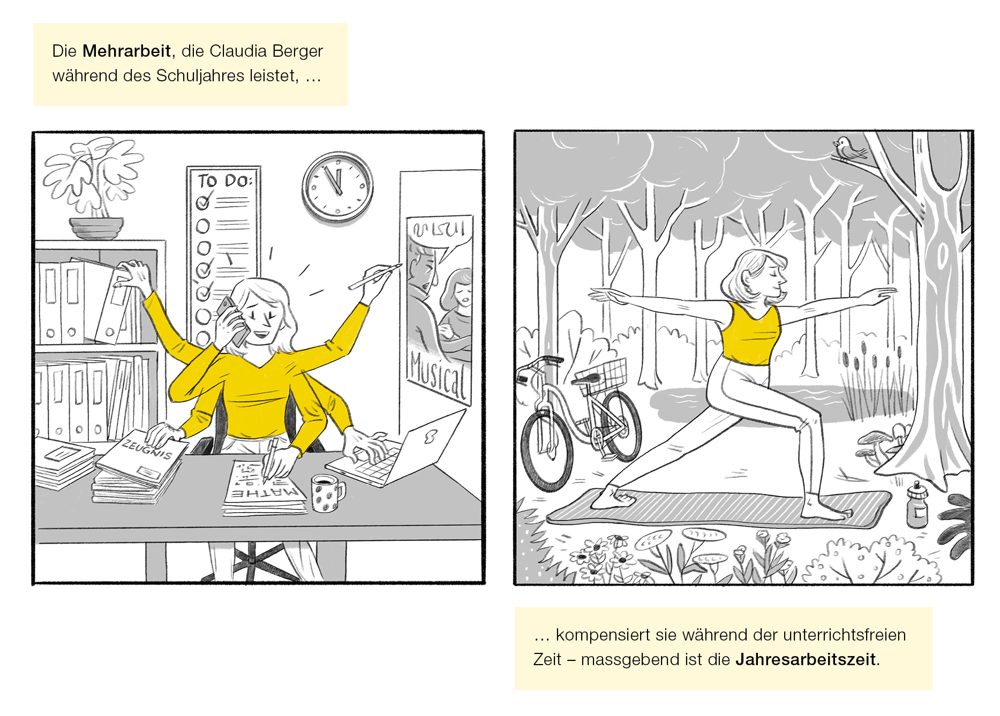 Die Mehrarbeit, die Claudia Berger
während des Schuljahres leistet, …
TO DO:
Musical
ZEUGNIS
MATHE
… kompensiert sie während der unterrichtsfreien
Zeit – massgebend ist die Jahresarbeitszeit.